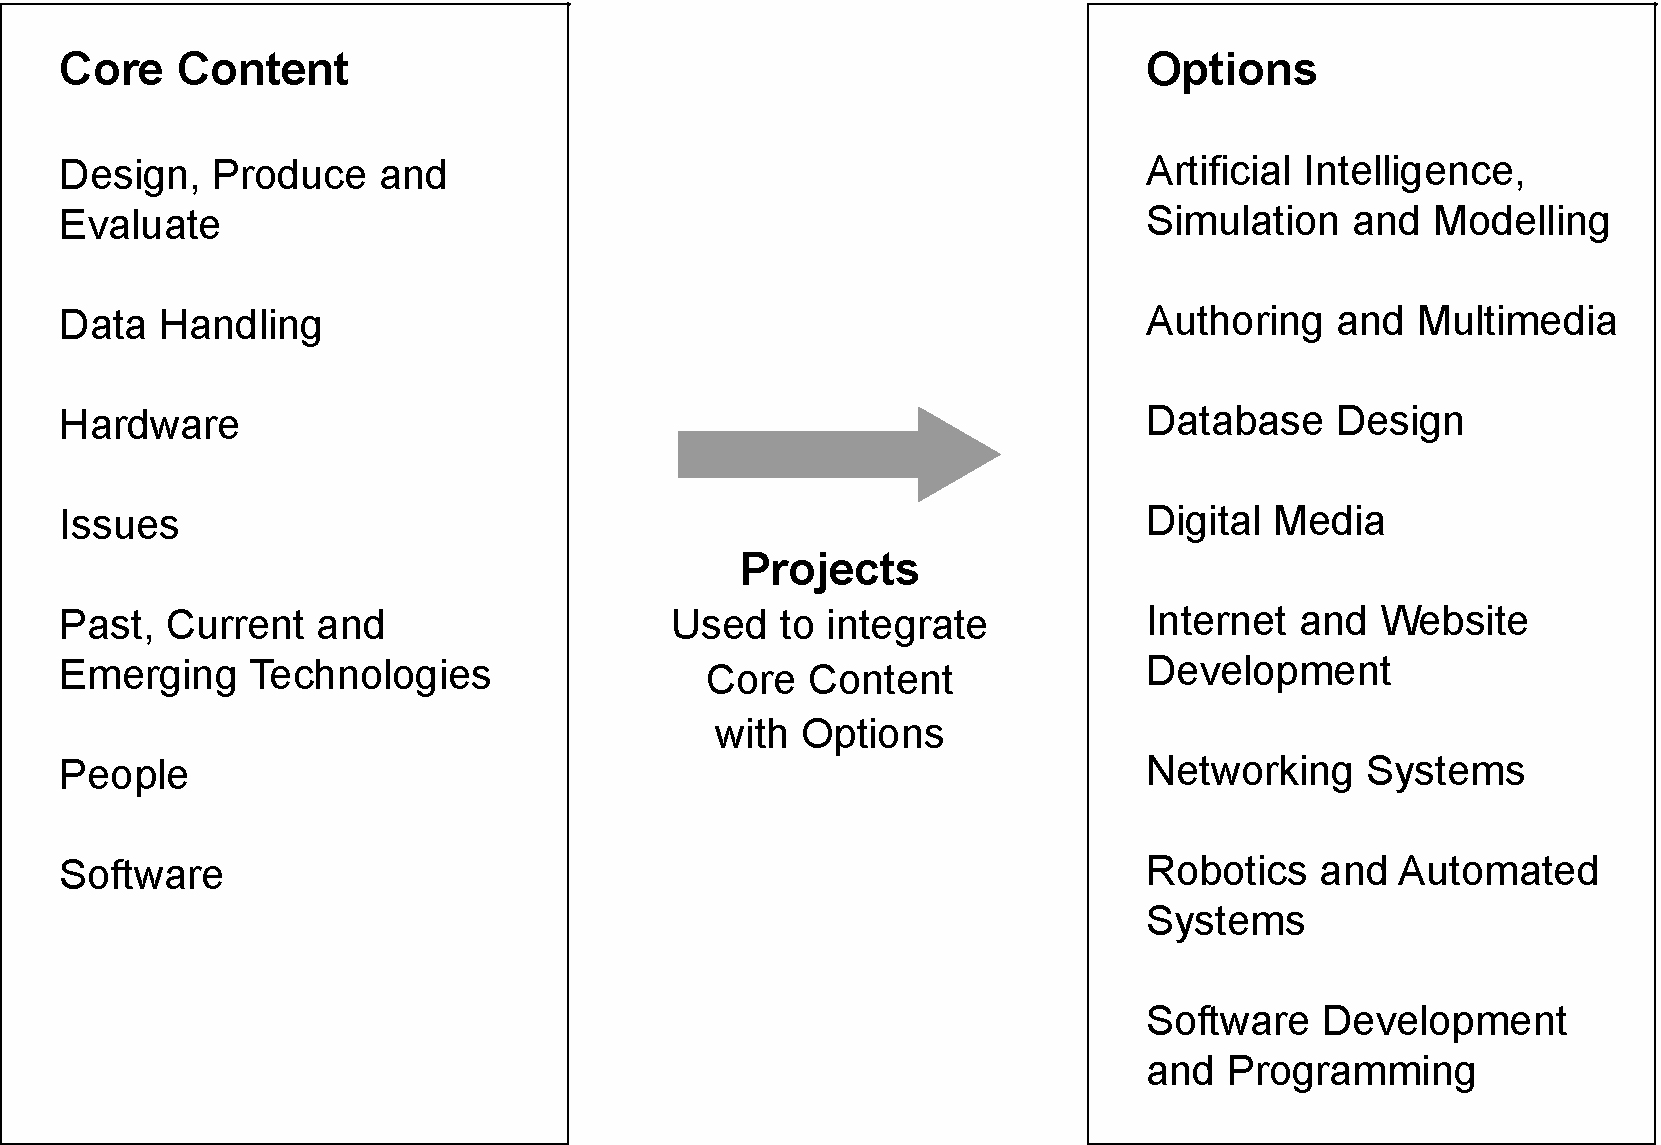 Core Content
Design, Produce and
Evaluate
Data Handling
Hardware
Issues
Past, Current and
Emerging Technologies
People
Software
Projects
Used to integrate
Core Content
with Options
Options
Artificial Intelligence,
Simulation and Modelling
Authoring and Multimedia
Database Design
Digital Media
Internet and Website
Development
Networking Systems
Robotics and Automated
Systems
Software Development
and Programming